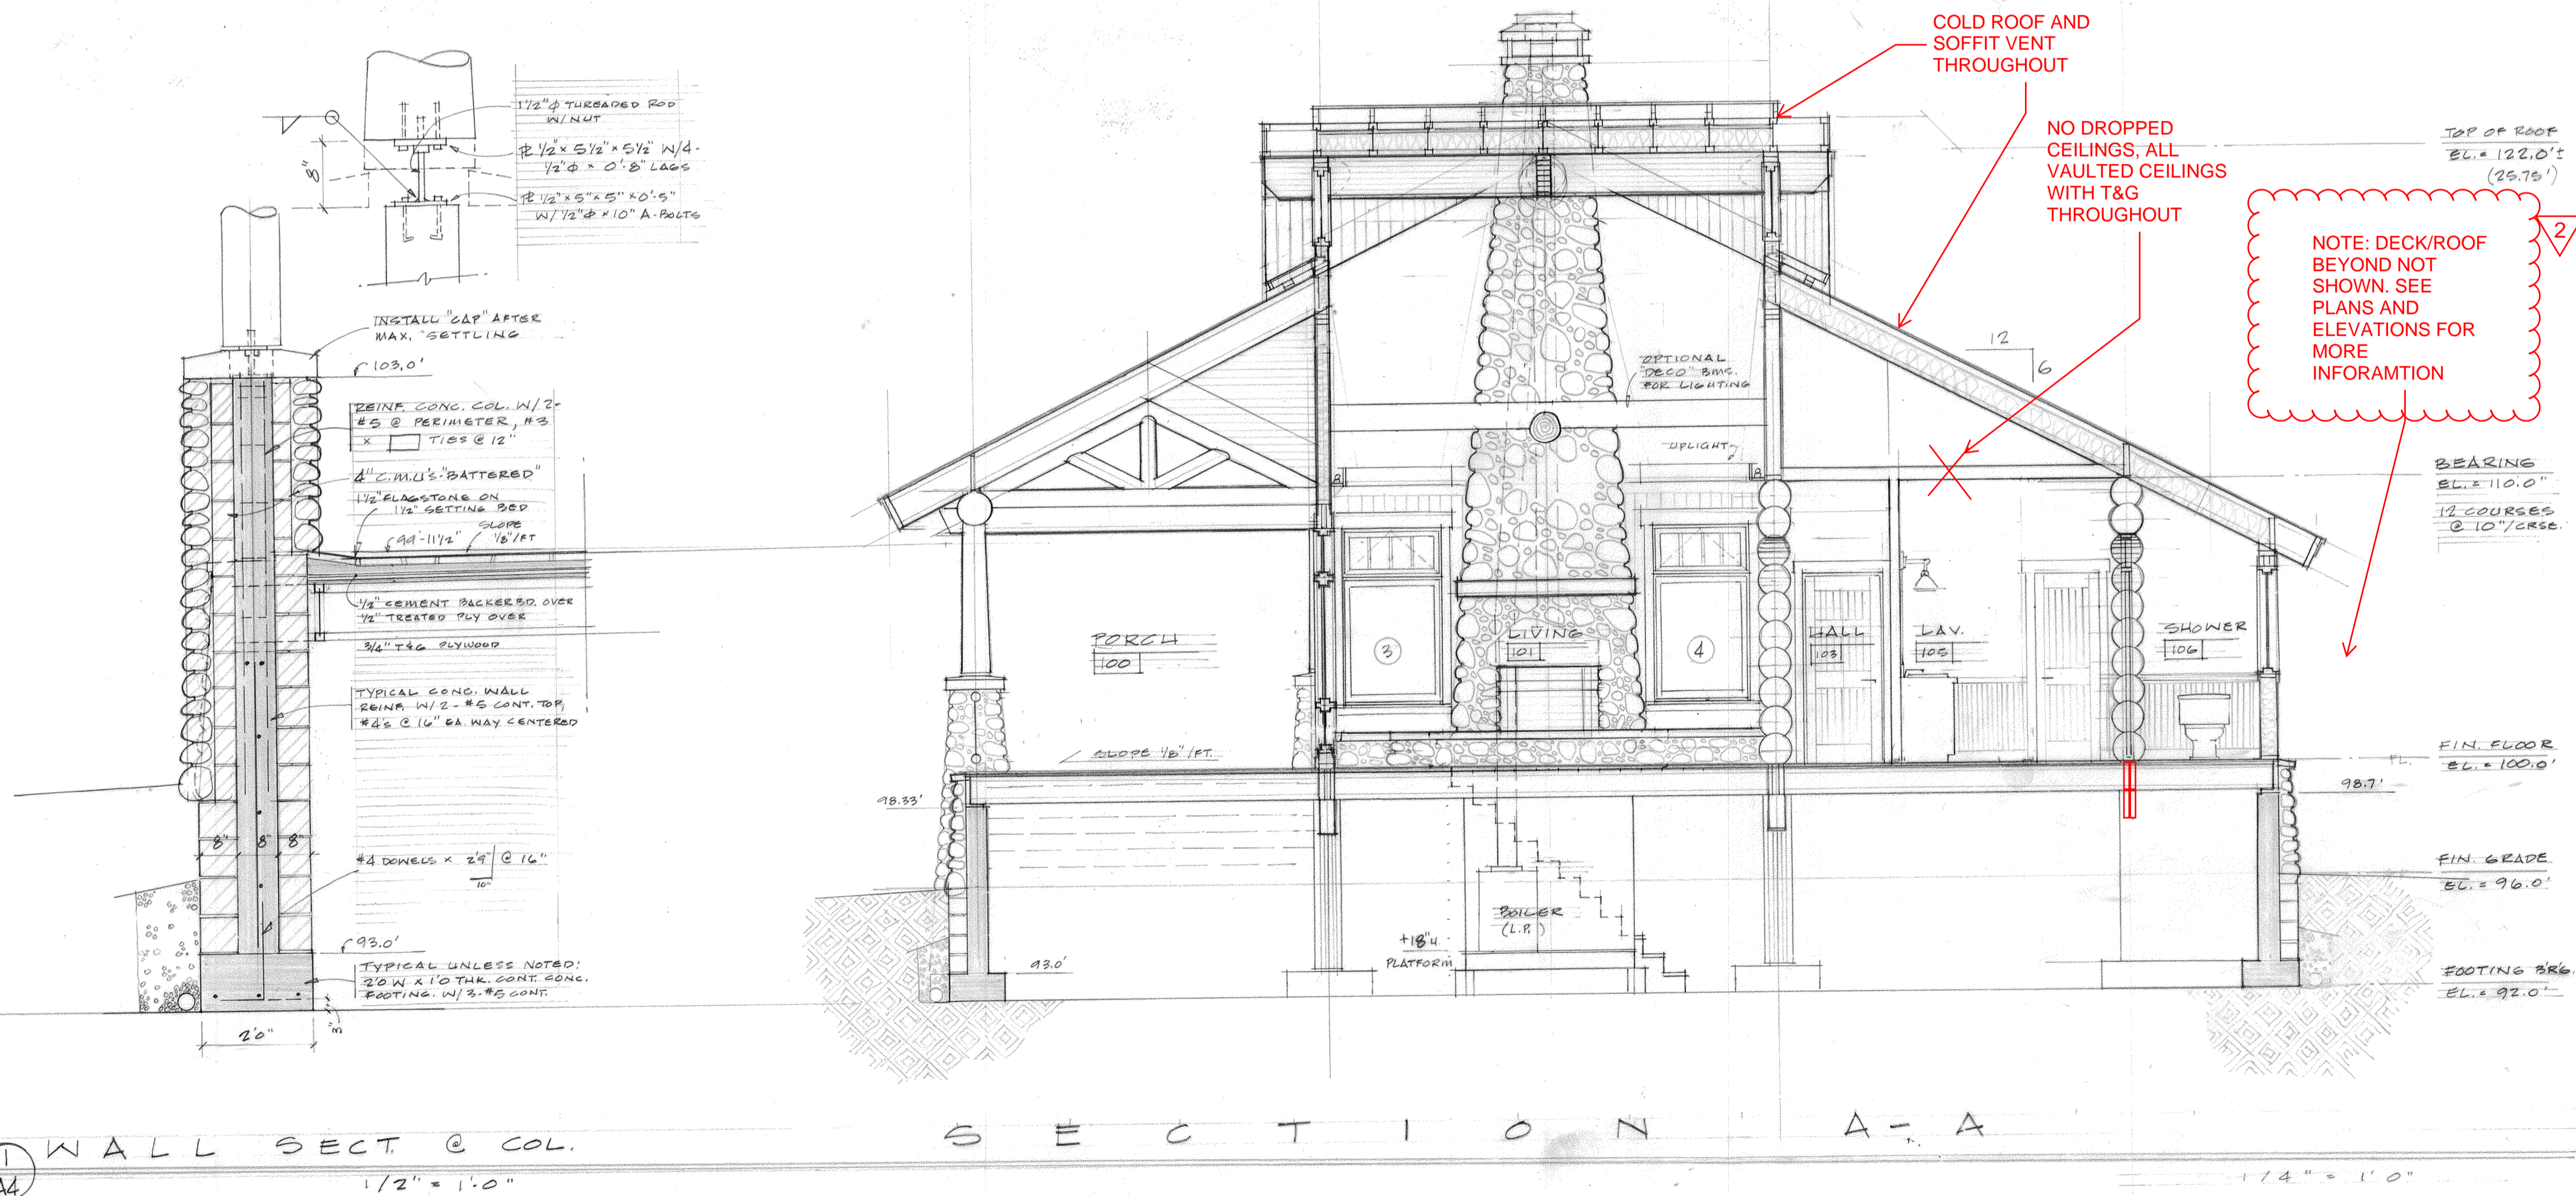 1 1/2"φ THREADED ROD
W/ NUT
PL 1/2" x 5 1/2" x 5 1/2" W/4-
1/2"φ x 0'-8" LAGS
PL 1/2" x 5" x 5" x 0'-5"
W/ 1/2"φ x 10" A-BOLTS
8"
INSTALL "CAP" AFTER
MAX. SETTLING
103.0'
REINF. CONC. COL. W/ 2-
#5 @ PERIMETER, #3
x TIES @ 12"
4" C.M.U'S-"BATTERED"
1 1/2" FLAGSTONE ON
1 1/2" SETTING BED
SLOPE
1/8"/FT
99'-11 1/2"
1/2" CEMENT BACKER BD. OVER
1/2" TREATED PLY OVER
3/4" T&G PLYWOOD
TYPICAL CONC. WALL
REINF. W/ 2-#5 CONT. TOP,
#4's @ 16" EA. WAY CENTERED
8" 8" 8"
#4 DOWELS x 2'9" @ 16"
10"
93.0'
TYPICAL UNLESS NOTED:
2'0 W x 1'0 THK. CONT. CONC.
FOOTING. W/ 3-#5 CONT.
2'0"
3"
1
A4
WALL SECT. @ COL.
1/2" = 1'-0"
COLD ROOF AND
SOFFIT VENT
THROUGHOUT
NO DROPPED
CEILINGS, ALL
VAULTED CEILINGS
WITH T&G
THROUGHOUT
TOP OF ROOF
EL. = 122.0'±
(25.75')
2
NOTE: DECK/ROOF
BEYOND NOT
SHOWN. SEE
PLANS AND
ELEVATIONS FOR
MORE
INFORAMTION
12
6
OPTIONAL
"DECO" BMS.
FOR LIGHTING
UPLIGHT
BEARING
EL. = 110.0"
12 COURSES
@ 10"/CRSE.
PORCH
100
3
LIVING
101
4
HALL
103
LAV.
105
SHOWER
106
SLOPE 1/8"/FT.
FL.
FIN. FLOOR
EL. = 100.0'
98.33'
98.7'
FIN. GRADE
EL. = 96.0'
BOILER
(L.P.)
+18"
PLATFORM
93.0'
FOOTING B'R'G.
EL. = 92.0'
SECTION A-A
1/4" = 1'0"